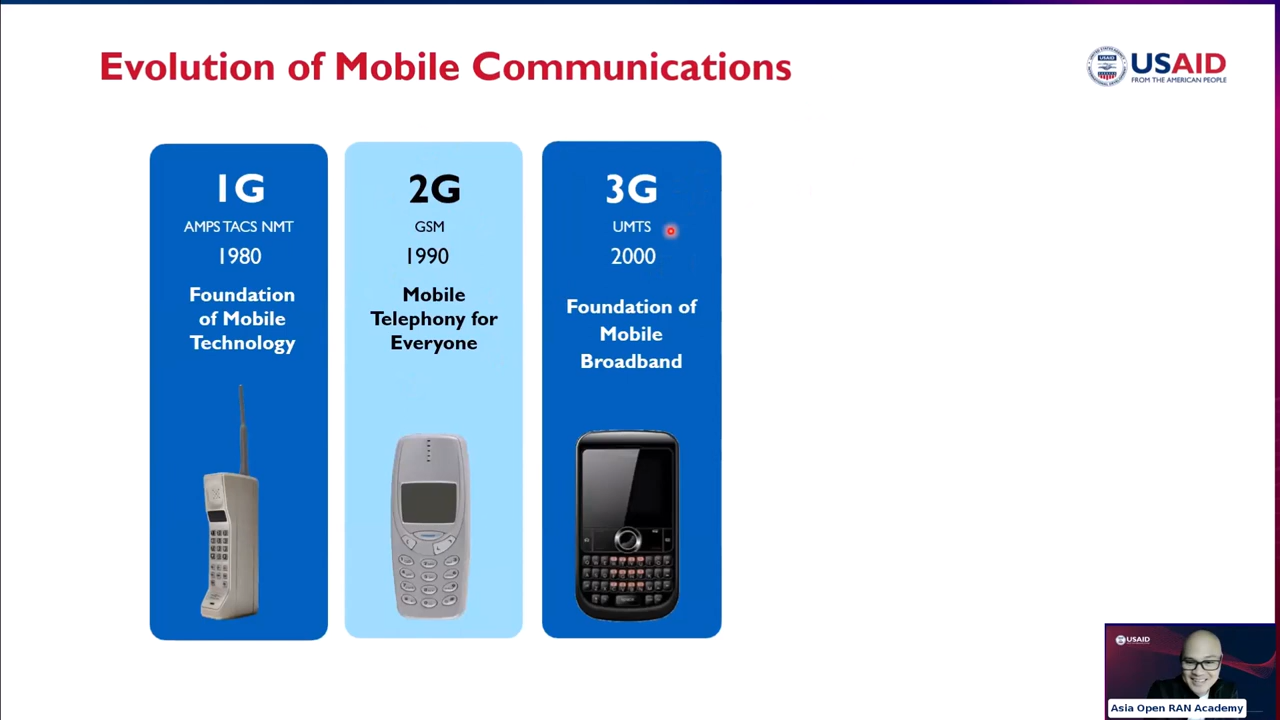 Evolution of Mobile Communications
USAID
FROM THE AMERICAN PEOPLE
1G
AMPS TACS NMT
1980
Foundation
of Mobile
Technology
2G
GSM
1990
Mobile
Telephony for
Everyone
3G
UMTS
2000
Foundation of
Mobile
Broadband
USAID
Asia Open RAN Academy